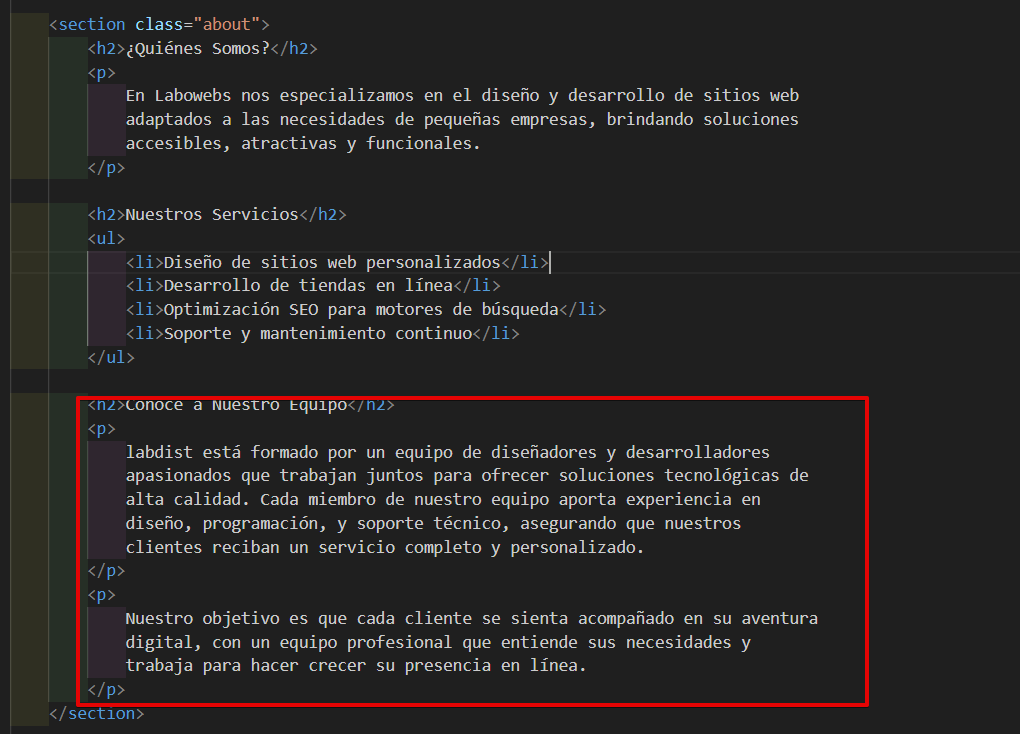 <section class="about">
<h2>¿Quiénes Somos?</h2>
<p>
En Labowebs nos especializamos en el diseño y desarrollo de sitios web
adaptados a las necesidades de pequeñas empresas, brindando soluciones
accesibles, atractivas y funcionales.
</p>
<h2>Nuestros Servicios</h2>
<ul>
<li>Diseño de sitios web personalizados</li>
<li>Desarrollo de tiendas en línea</li>
<li>Optimización SEO para motores de búsqueda</li>
<li>Soporte y mantenimiento continuo</li>
</ul>
<h2>Conoce a Nuestro Equipo</h2>
<p>
labdist está formado por un equipo de diseñadores y desarrolladores
apasionados que trabajan juntos para ofrecer soluciones tecnológicas de
alta calidad. Cada miembro de nuestro equipo aporta experiencia en
diseño, programación, y soporte técnico, asegurando que nuestros
clientes reciban un servicio completo y personalizado.
</p>
<p>
Nuestro objetivo es que cada cliente se sienta acompañado en su aventura
digital, con un equipo profesional que entiende sus necesidades y
trabaja para hacer crecer su presencia en línea.
</p>
</section>